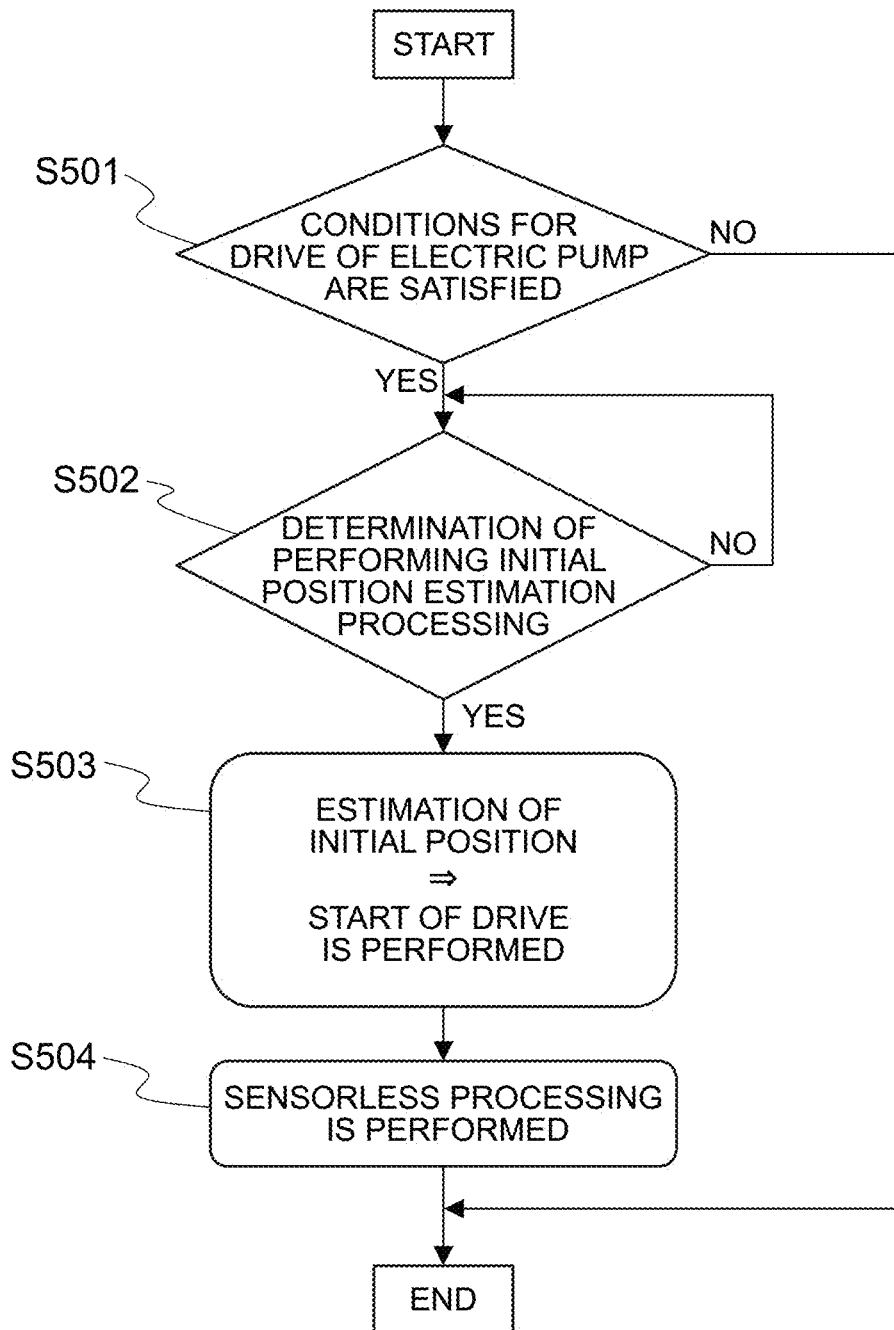 START
S501
CONDITIONS FOR
DRIVE OF ELECTRIC PUMP
ARE SATISFIED
NO
YES
S502
DETERMINATION OF
PERFORMING INITIAL
POSITION ESTIMATION
PROCESSING
NO
YES
S503
ESTIMATION OF
INITIAL POSITION
⇒
START OF DRIVE
IS PERFORMED
S504
SENSORLESS PROCESSING
IS PERFORMED
END